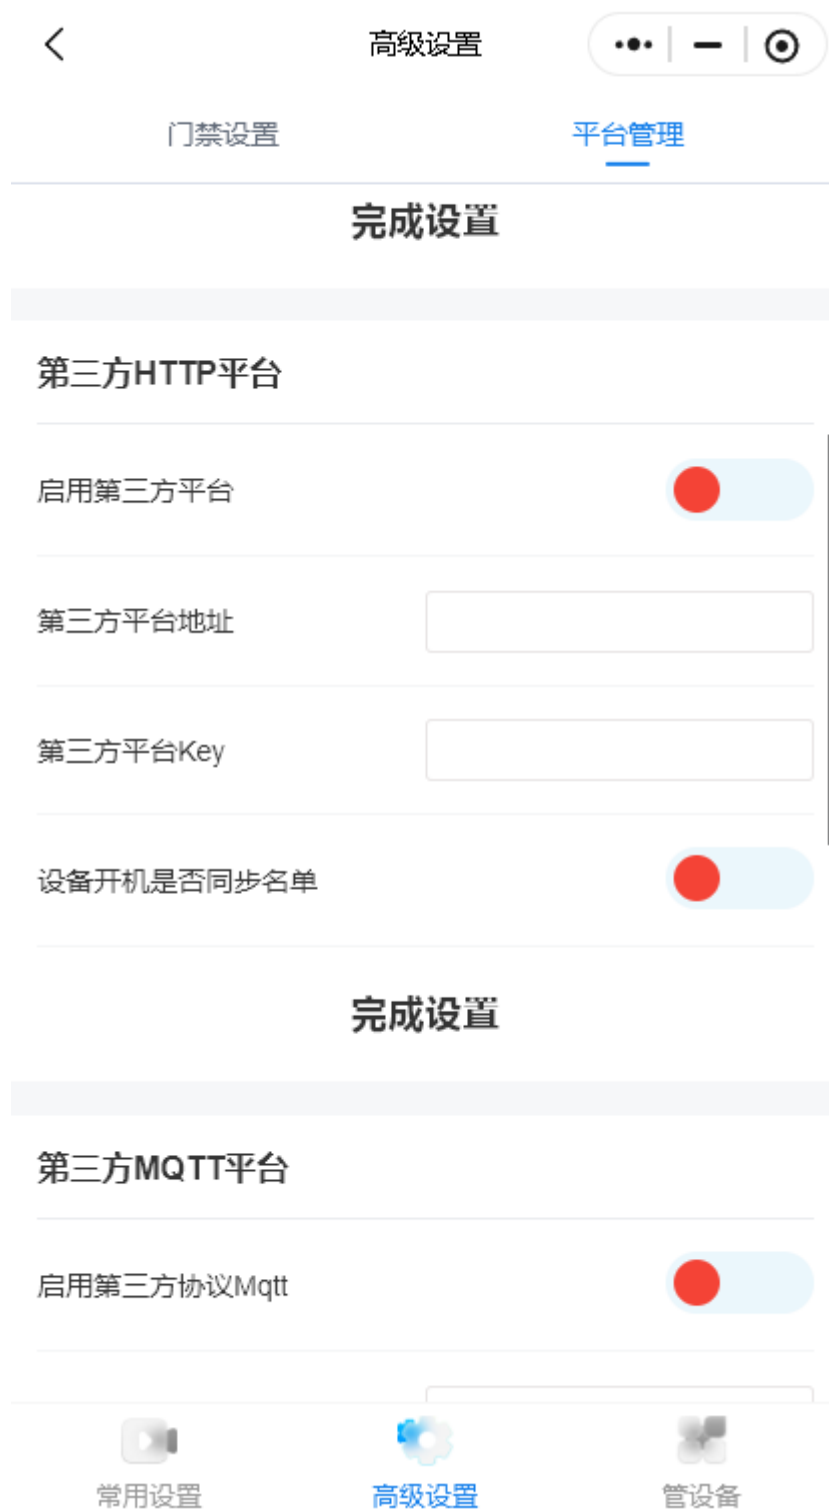 高级设置
门禁设置
平台管理
完成设置
第三方HTTP平台
启用第三方平台
第三方平台地址
第三方平台Key
设备开机是否同步名单
完成设置
第三方MQTT平台
启用第三方协议Mqtt
常用设置
高级设置
管设备